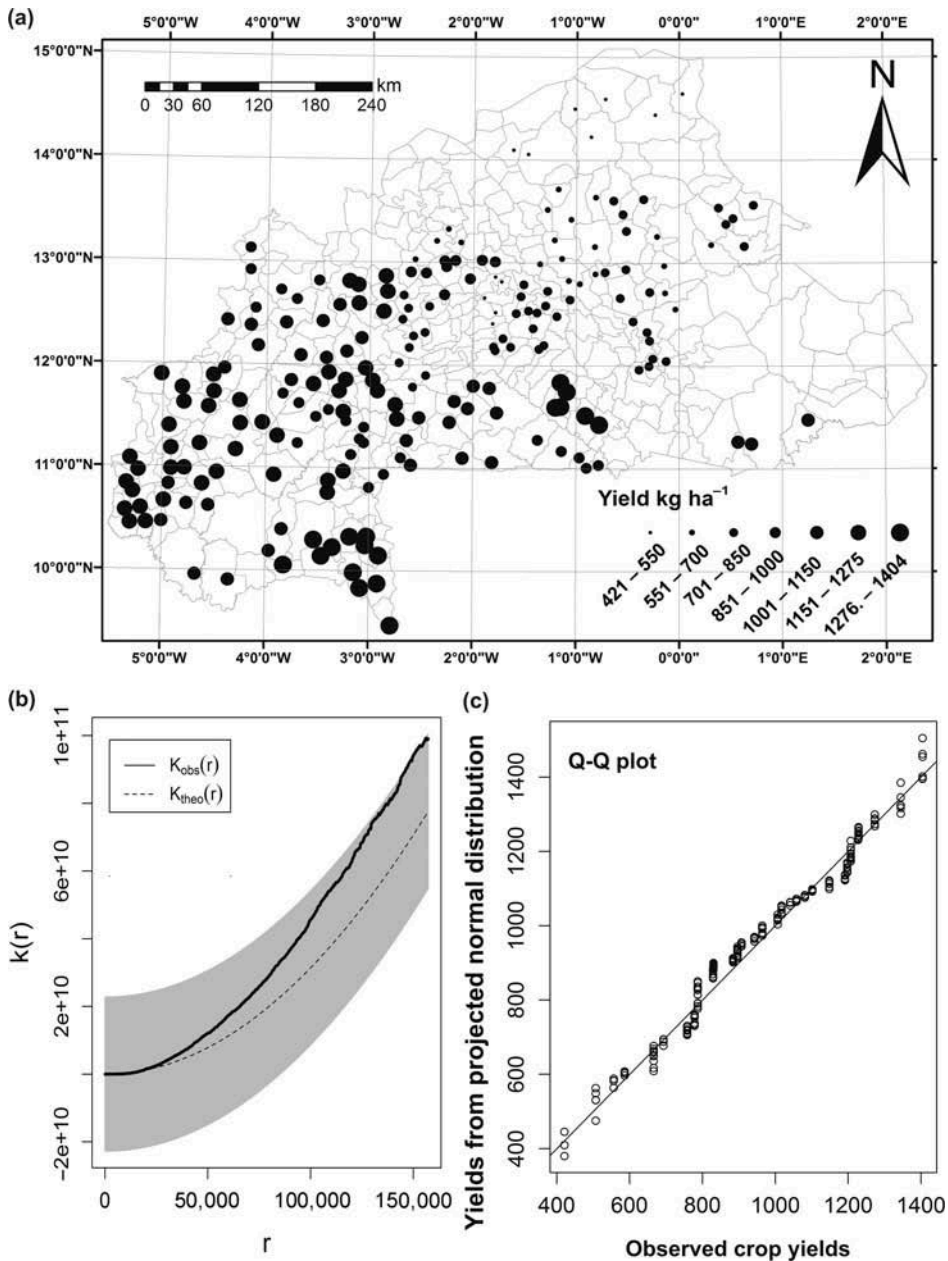 (a)
5°0'0"W 4°0'0"W 3°0'0"W 2°0'0"W 1°0'0"W 0°0'0" 1°0'0"E 2°0'0"E
15°0'0"N
14°0'0"N
13°0'0"N
12°0'0"N
11°0'0"N
10°0'0"N
km
0 30 60 120 180 240
N
Yield kg ha⁻¹
421 – 550
551 – 700
701 – 850
851 – 1000
1001 – 1150
1151 – 1275
1276. – 1404
5°0'0"W 4°0'0"W 3°0'0"W 2°0'0"W 1°0'0"W 0°0'0" 1°0'0"E 2°0'0"E
(b)
K_obs(r)
K_theo(r)
k(r)
1e+11
6e+10
2e+10
−2e+10
0 50,000 100,000 150,000
r
(c)
Q-Q plot
Yields from projected normal distribution
1400
1200
1000
800
600
400
400 600 800 1000 1200 1400
Observed crop yields